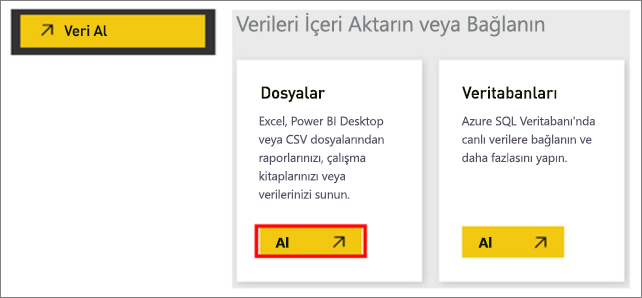 Veri Al
Verileri İçeri Aktarın veya Bağlanın
Dosyalar
Excel, Power BI Desktop
veya CSV dosyalarından
raporlarınızı, çalışma
kitaplarınızı veya
verilerinizi sunun.
Al
Veritabanları
Azure SQL Veritabanı'nda
canlı verilere bağlanın ve
daha fazlasını yapın.
Al